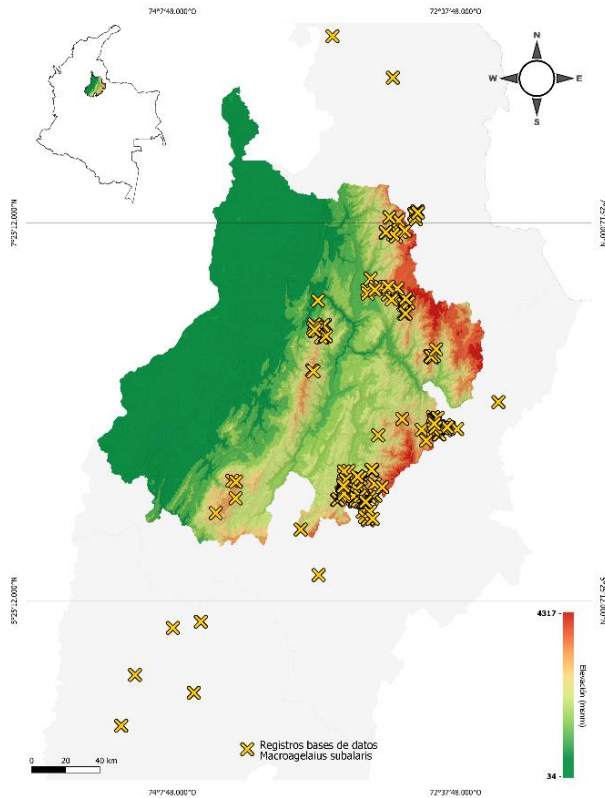 74°7'48.000"W
72°37'48.000"W
N
W
E
S
7°25'12.000"N
7°25'12.000"N
5°25'12.000"N
5°25'12.000"N
4317
Elevación (msnm)
34
Registros bases de datos
Macroagelaius subalaris
0 20 40 km
74°7'48.000"W
72°37'48.000"W